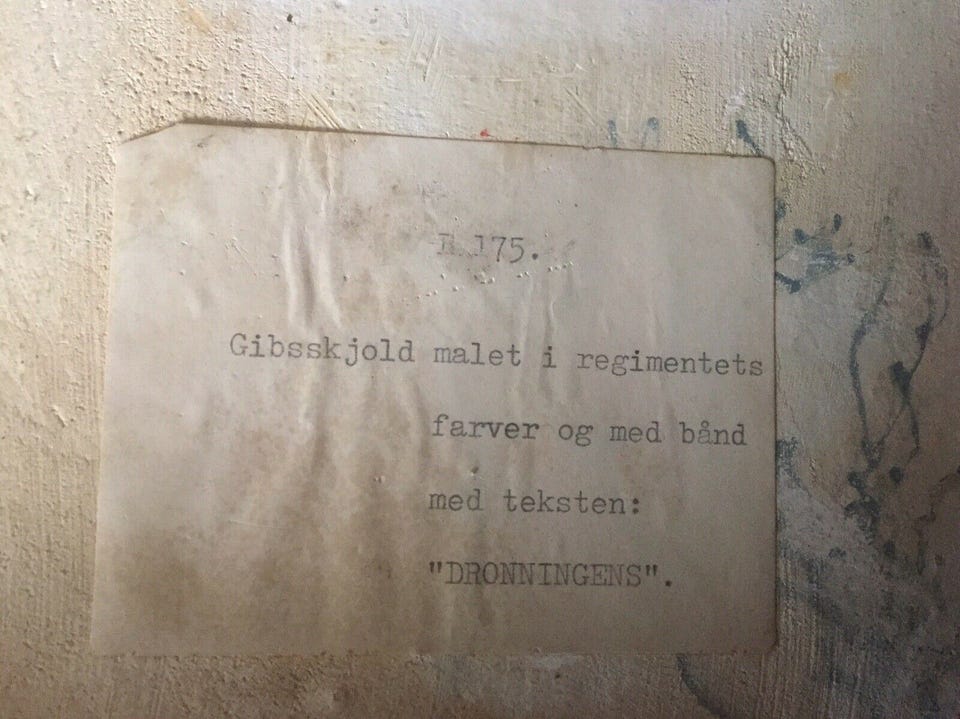 175.
Gibsskjold malet i regimentets
farver og med bånd
med teksten:
"DRONNINGENS".